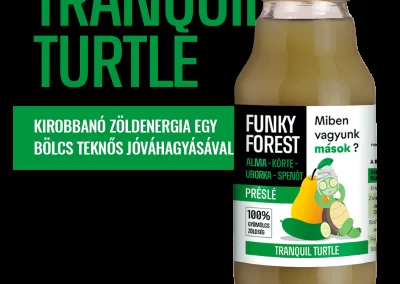 TRANQUIL
TURTLE
KIROBBANÓ ZÖLDENERGIA EGY
BÖLCS TEKNŐS JÓVÁHAGYÁSÁVAL
FUNKY
FOREST
ALMA - KÖRTE -
UBORKA - SPENÓT
PRÉSLÉ
100%
GYÜMÖLCS
ZÖLDSÉG
Miben
vagyunk
mások ?
TRANQUIL TURTLE